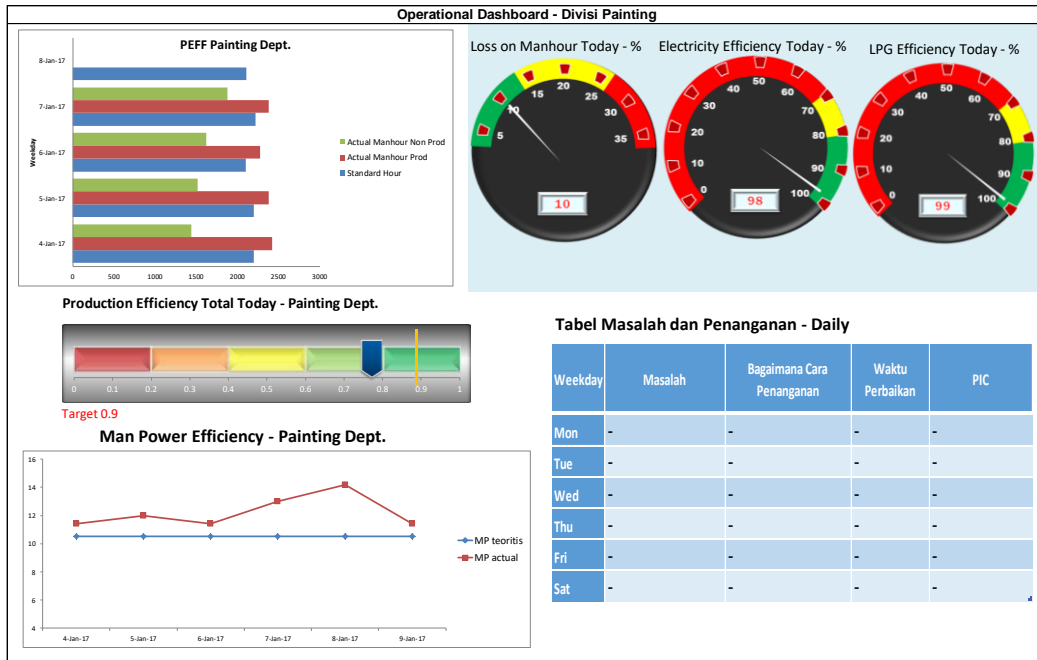 Operational Dashboard - Divisi Painting
PEFF Painting Dept.
Weekday
8-Jan-17
7-Jan-17
6-Jan-17
5-Jan-17
4-Jan-17
0 500 1000 1500 2000 2500 3000
Actual Manhour Non Prod
Actual Manhour Prod
Standard Hour
Loss on Manhour Today - %
5 10 15 20 25 30 35
10
Electricity Efficiency Today - %
0 10 20 30 40 50 60 70 80 90 100
98
LPG Efficiency Today - %
0 10 20 30 40 50 60 70 80 90 100
99
Production Efficiency Total Today - Painting Dept.
0 0.1 0.2 0.3 0.4 0.5 0.6 0.7 0.8 0.9 1
Target 0.9
Man Power Efficiency - Painting Dept.
16
14
12
10
8
6
4
4-Jan-17 5-Jan-17 6-Jan-17 7-Jan-17 8-Jan-17 9-Jan-17
MP teoritis
MP actual
Tabel Masalah dan Penanganan - Daily
Weekday Masalah Bagaimana Cara Waktu PIC
Penanganan Perbaikan
Mon - - - -
Tue - - - -
Wed - - - -
Thu - - - -
Fri - - - -
Sat - - - -